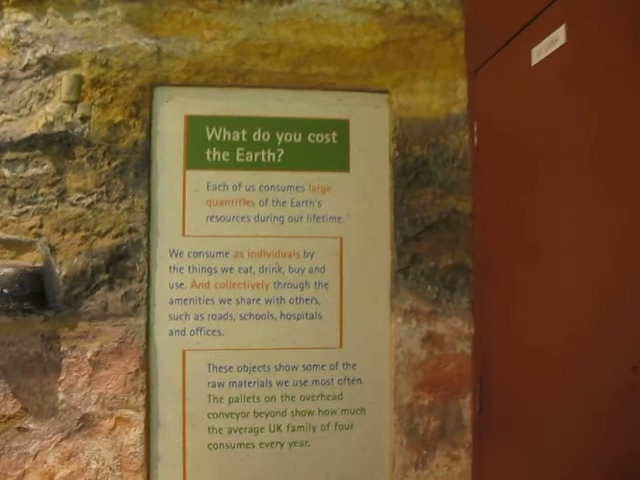 What do you cost
the Earth?
Each of us consumes large
quantities of the Earth's
resources during our lifetime.
We consume as individuals by
the things we eat, drink, buy and
use. And collectively through the
amenities we share with others,
such as roads, schools, hospitals
and offices.
These objects show some of the
raw materials we use most often.
The pallets on the overhead
conveyor beyond show how much
the average UK family of four
consumes every year.